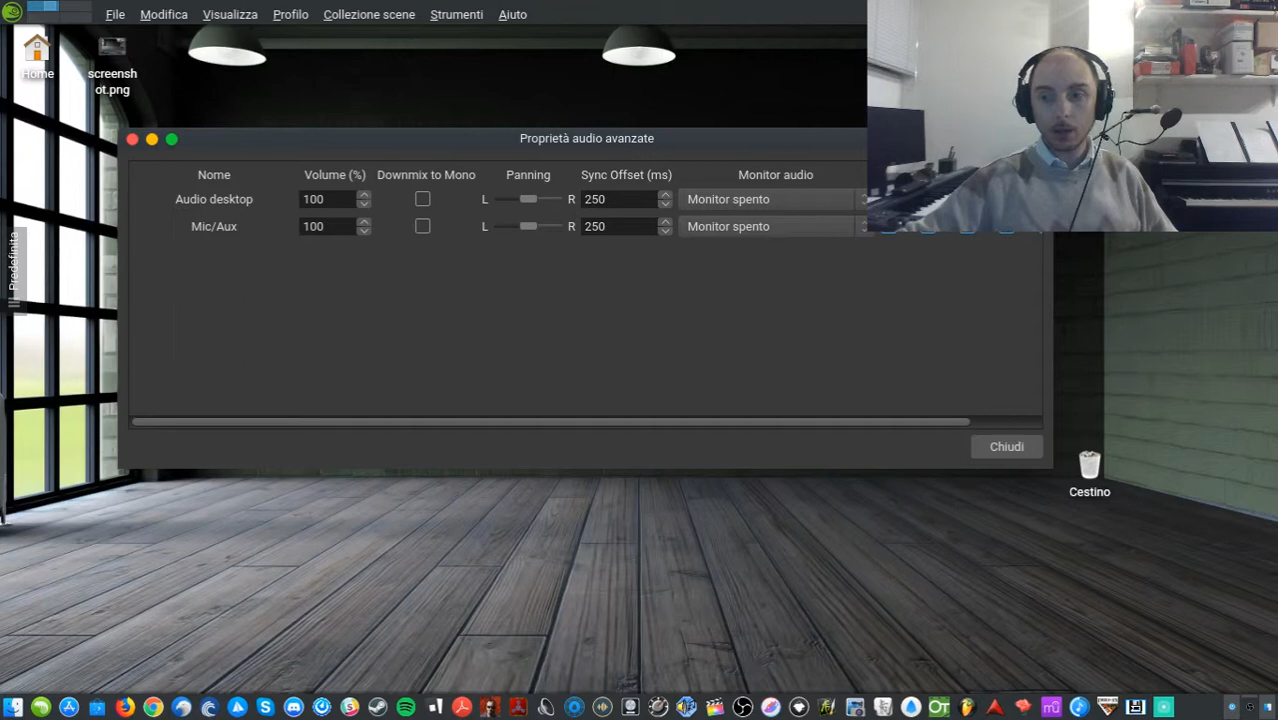 File Modifica Visualizza Profilo Collezione scene Strumenti Aiuto
Home
screensh
ot.png
Proprietà audio avanzate
Nome Volume (%) Downmix to Mono Panning Sync Offset (ms) Monitor audio
Audio desktop 100 L R 250 Monitor spento
Mic/Aux 100 L R 250 Monitor spento
Predefinita
Chiudi
Cestino